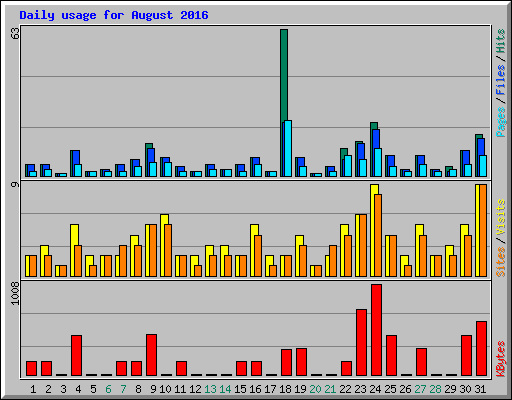 Daily usage for August 2016
63
Pages / Files / Hits
9
Sites / Visits
1008
KBytes
1 2 3 4 5 6 7 8 9 10 11 12 13 14 15 16 17 18 19 20 21 22 23 24 25 26 27 28 29 30 31